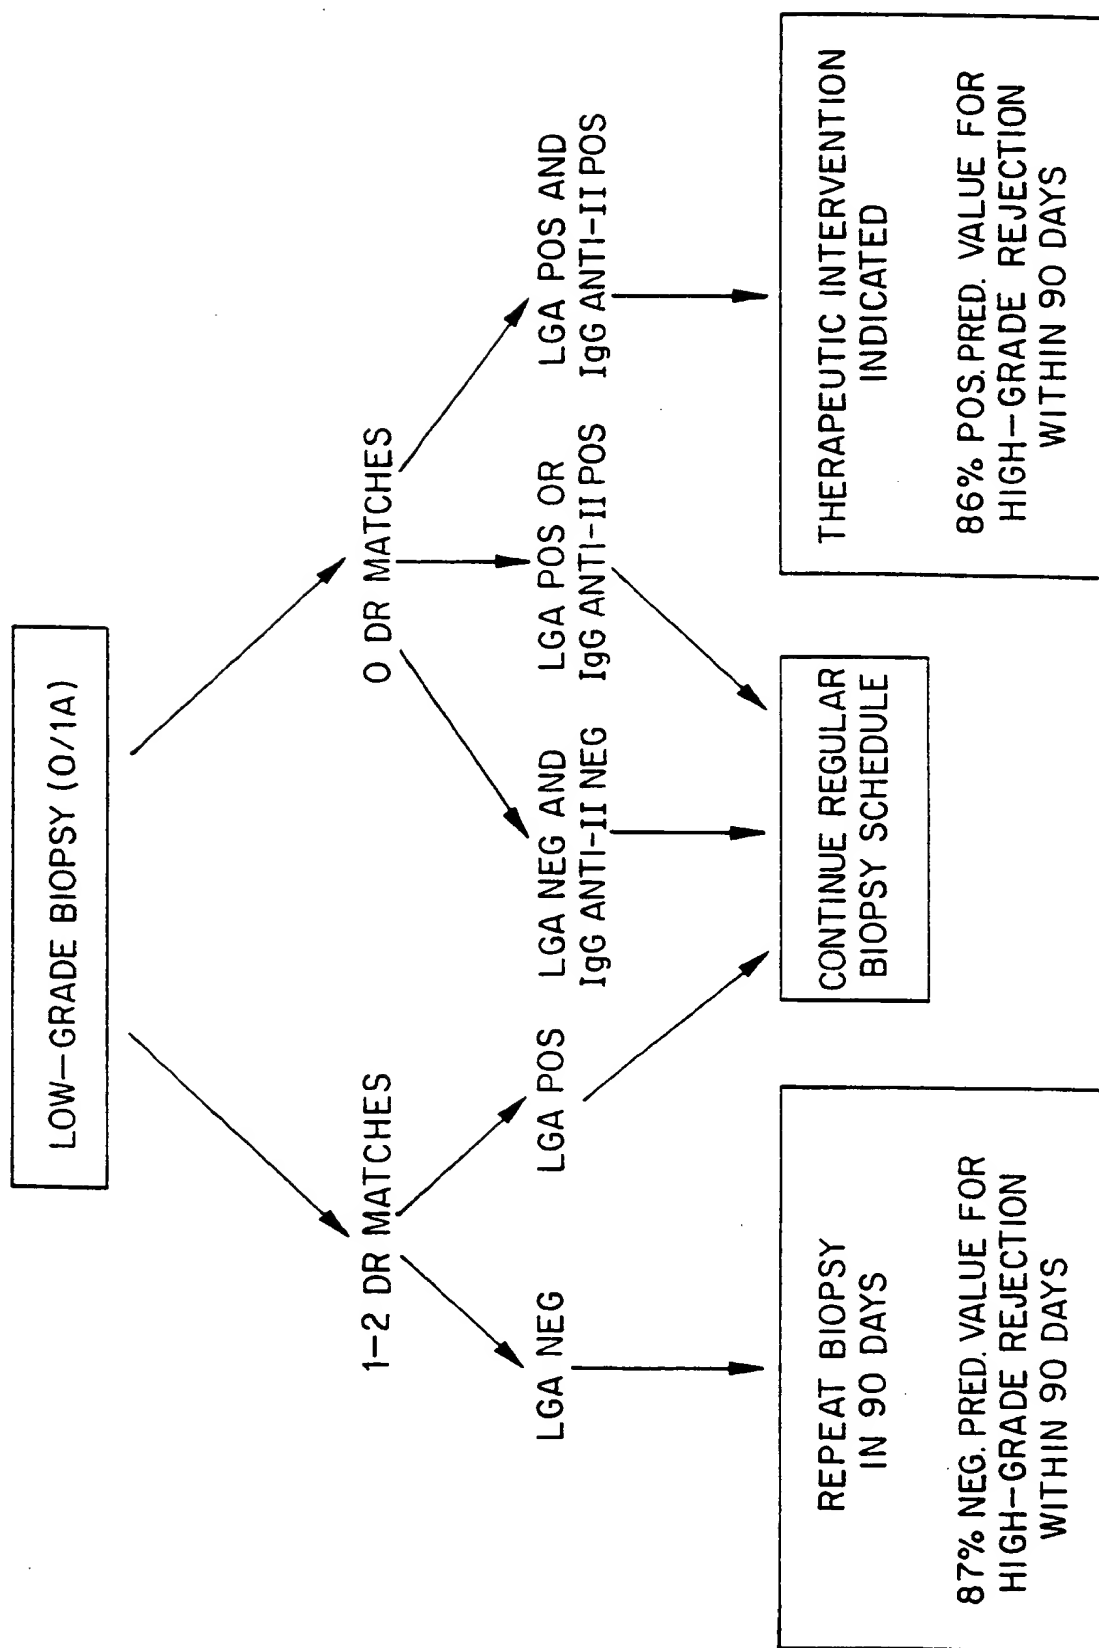 LOW-GRADE BIOPSY (0/1A)
1-2 DR MATCHES
0 DR MATCHES
LGA NEG
LGA POS
LGA NEG AND
IgG ANTI-II NEG
LGA POS OR
IgG ANTI-II POS
LGA POS AND
IgG ANTI-II POS
REPEAT BIOPSY
IN 90 DAYS
87% NEG. PRED. VALUE FOR
HIGH-GRADE REJECTION
WITHIN 90 DAYS
CONTINUE REGULAR
BIOPSY SCHEDULE
THERAPEUTIC INTERVENTION
INDICATED
86% POS. PRED. VALUE FOR
HIGH-GRADE REJECTION
WITHIN 90 DAYS